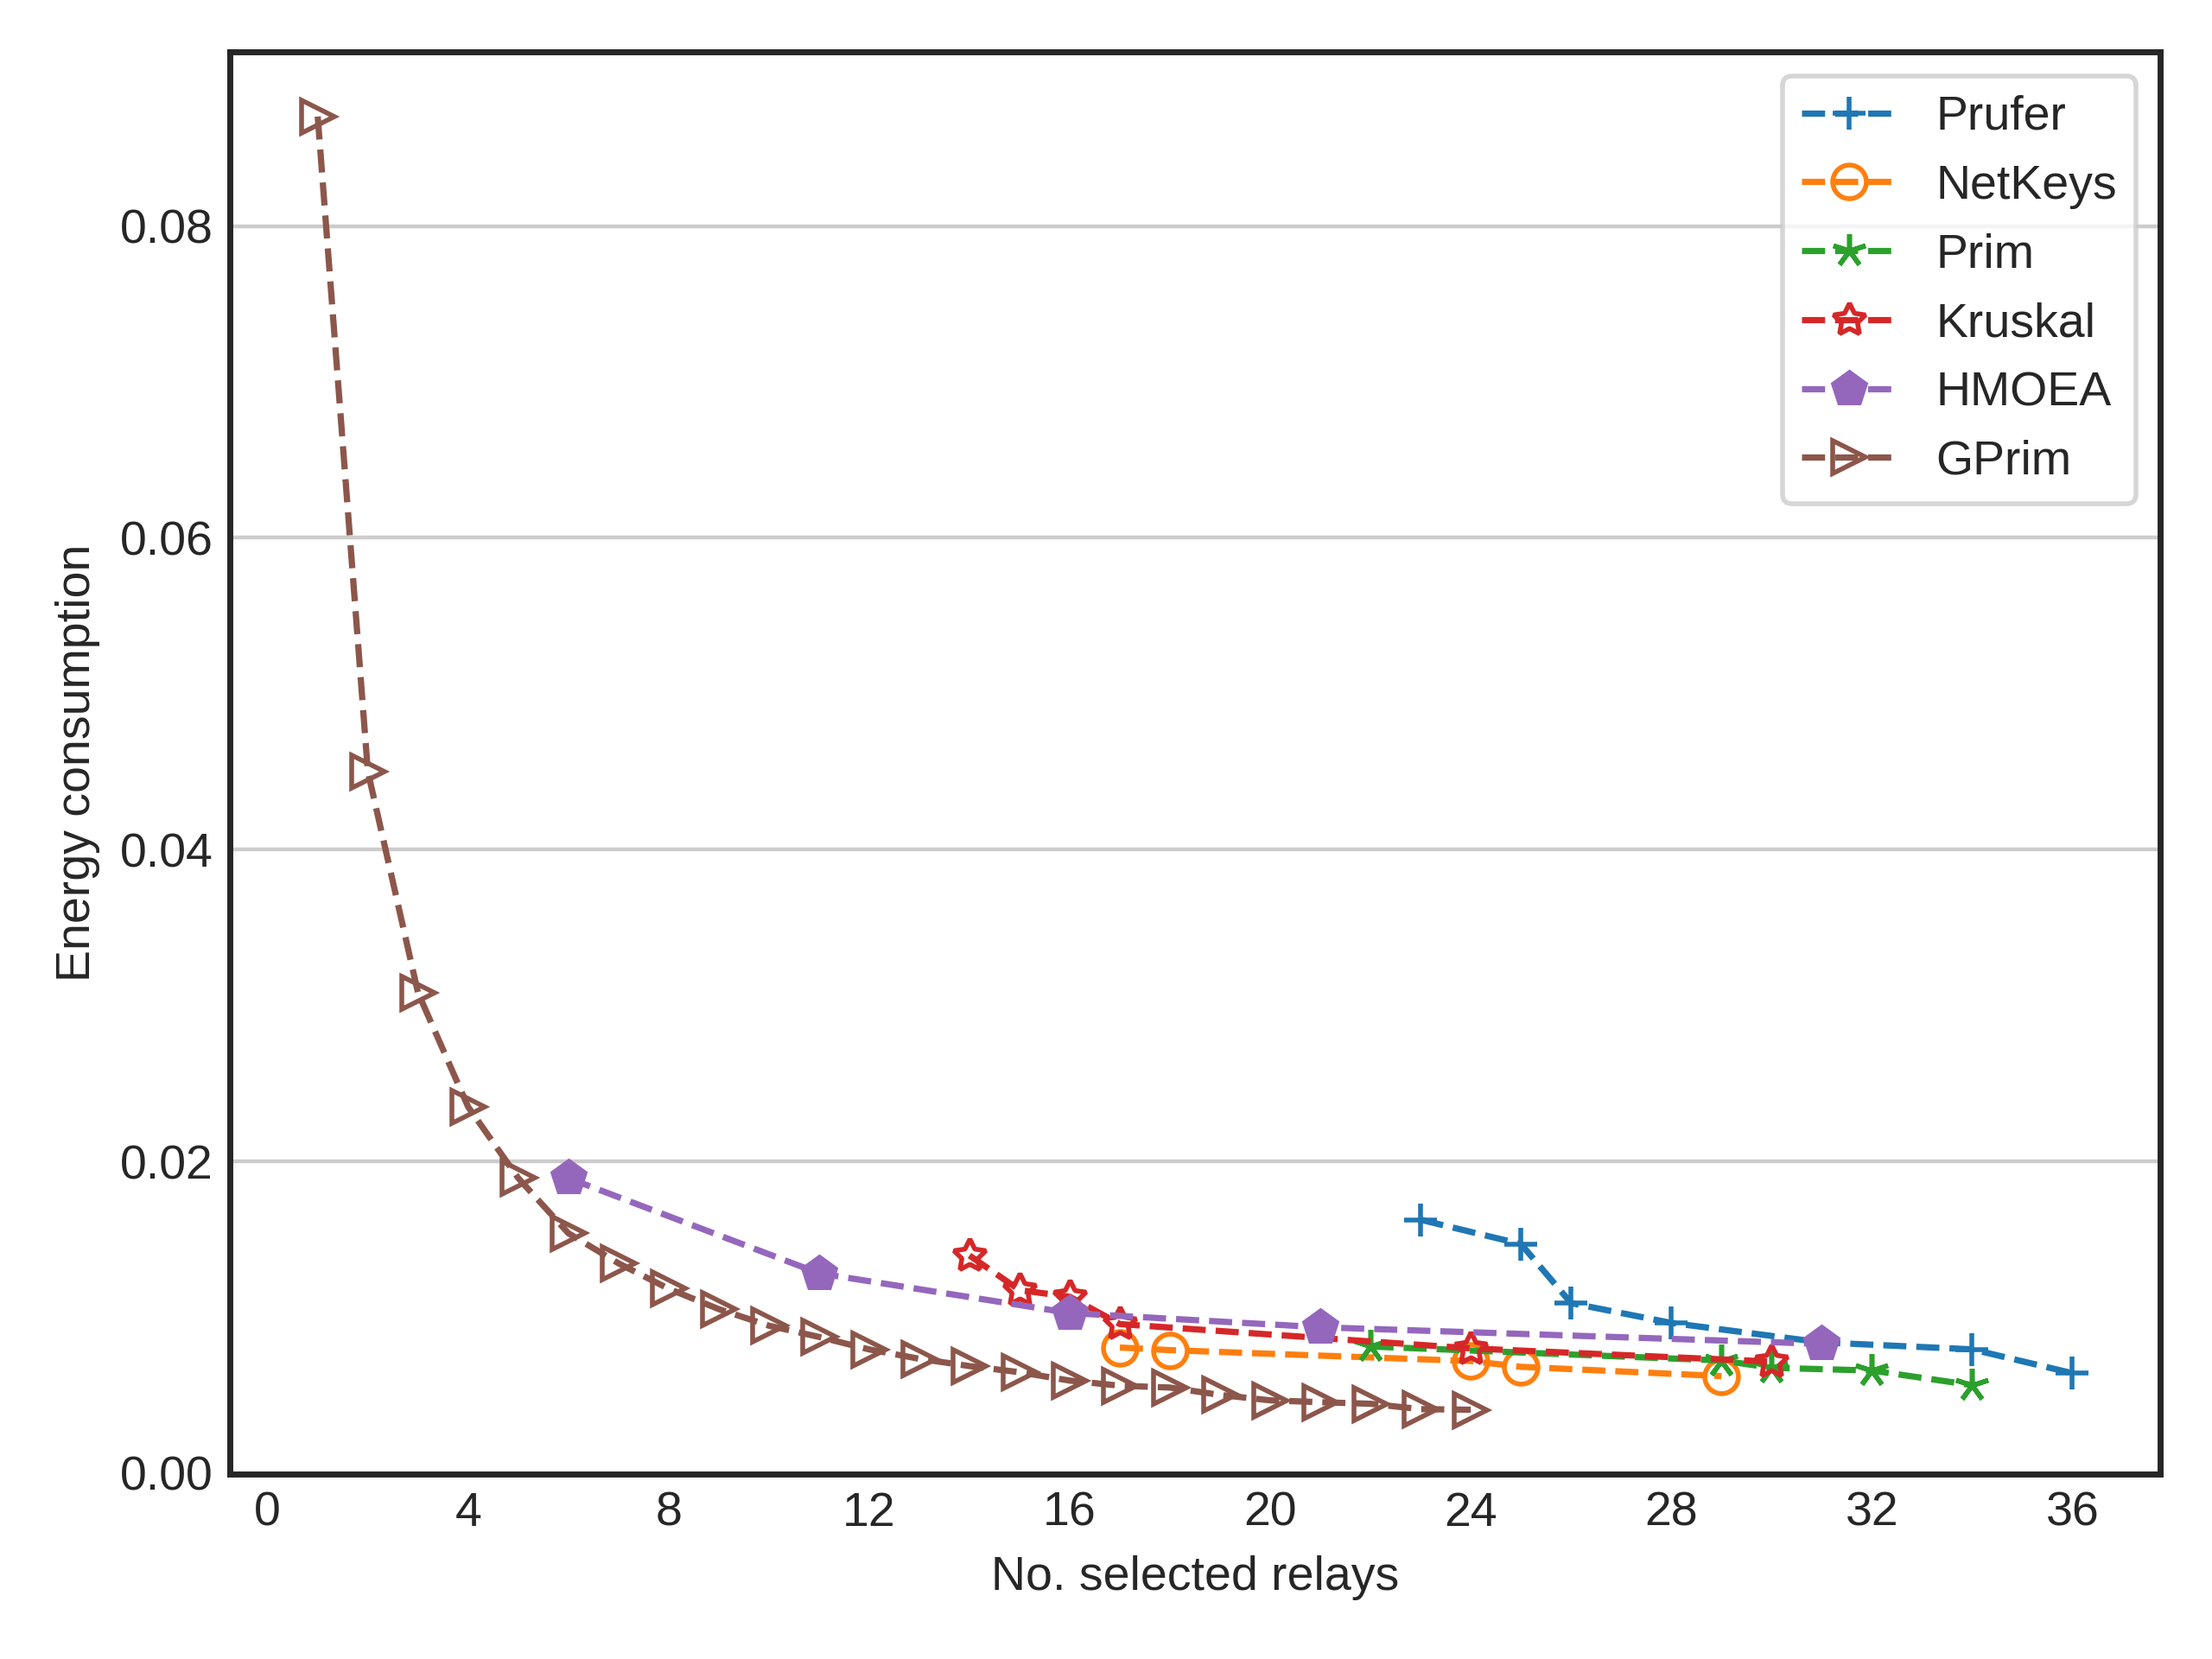 Prufer
NetKeys
Prim
Kruskal
HMOEA
GPrim
Energy consumption
0.08
0.06
0.04
0.02
0.00
0 4 8 12 16 20 24 28 32 36
No. selected relays